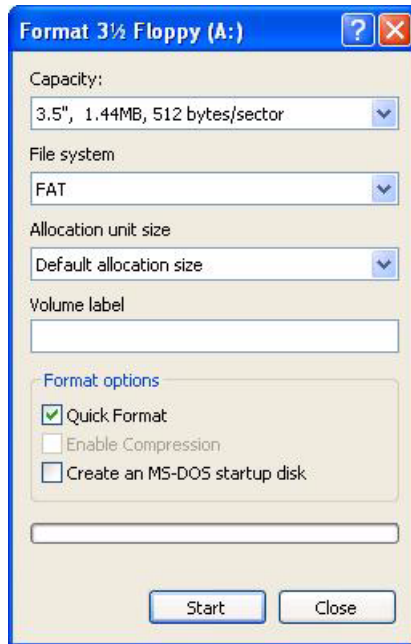 Format 3½ Floppy (A:)
Capacity:
3.5", 1.44MB, 512 bytes/sector
File system
FAT
Allocation unit size
Default allocation size
Volume label
Format options
Quick Format
Enable Compression
Create an MS-DOS startup disk
Start Close